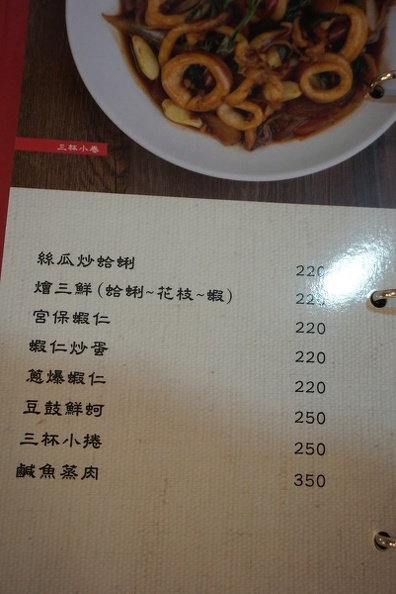 三杯小卷
絲瓜炒蛤蜊 220
燴三鮮(蛤蜊~花枝~蝦) 220
宮保蝦仁 220
蝦仁炒蛋 220
蔥爆蝦仁 220
豆鼓鮮蚵 250
三杯小捲 250
鹹魚蒸肉 350